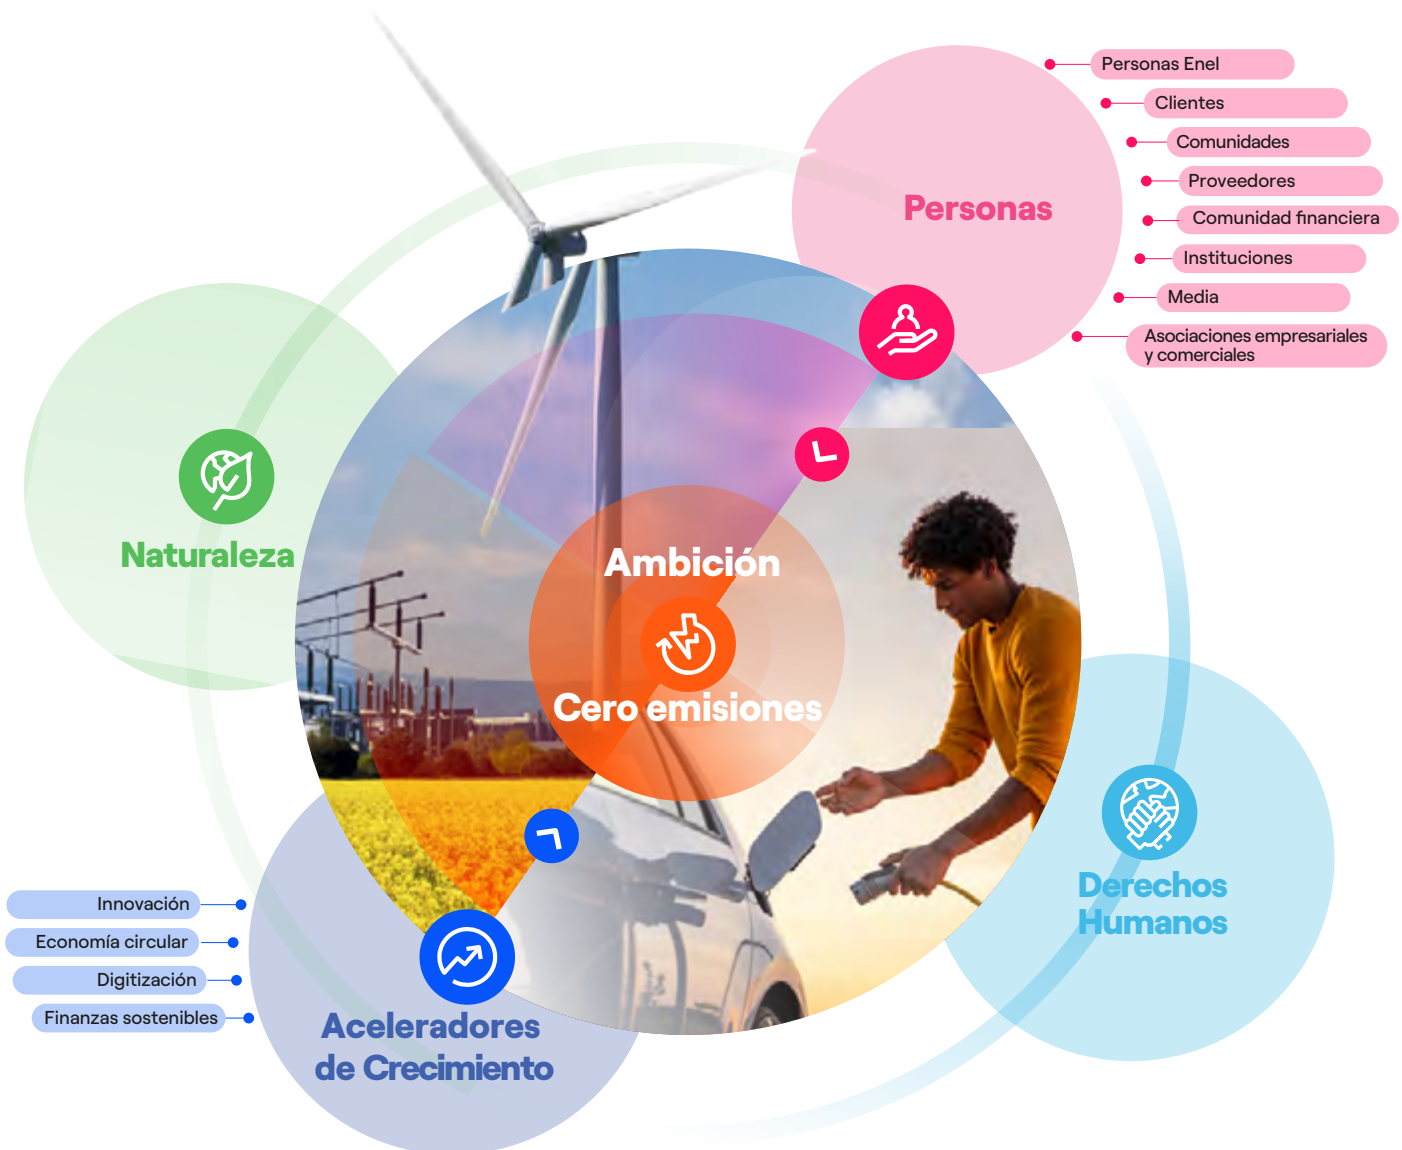 Personas Enel
Clientes
Comunidades
Proveedores
Comunidad financiera
Instituciones
Media
Asociaciones empresariales
y comerciales
Personas
Naturaleza
Ambición
Cero emisiones
Derechos
Humanos
Innovación
Economía circular
Digitización
Finanzas sostenibles
Aceleradores
de Crecimiento